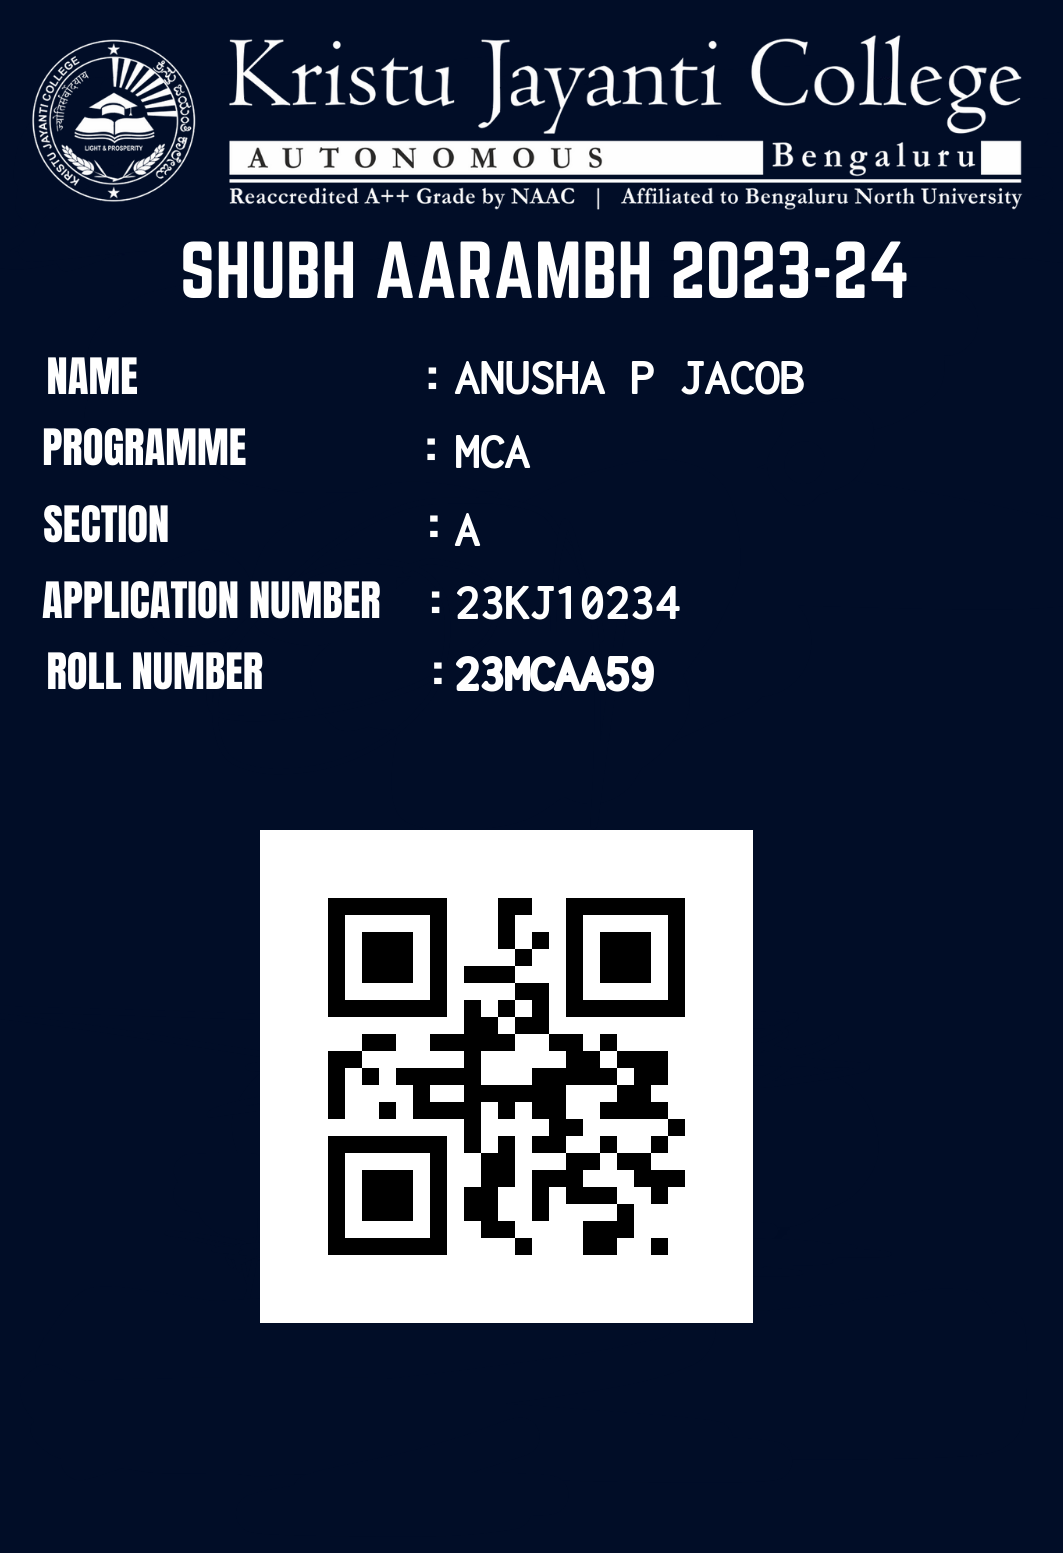 Kristu Jayanti College
AUTONOMOUS Bengaluru
Reaccredited A++ Grade by NAAC | Affiliated to Bengaluru North University
KRISTU JAYANTI COLLEGE
LIGHT & PROSPERITY
SHUBH AARAMBH 2023-24
NAME : ANUSHA P JACOB
PROGRAMME : MCA
SECTION : A
APPLICATION NUMBER : 23KJ10234
ROLL NUMBER : 23MCAA59